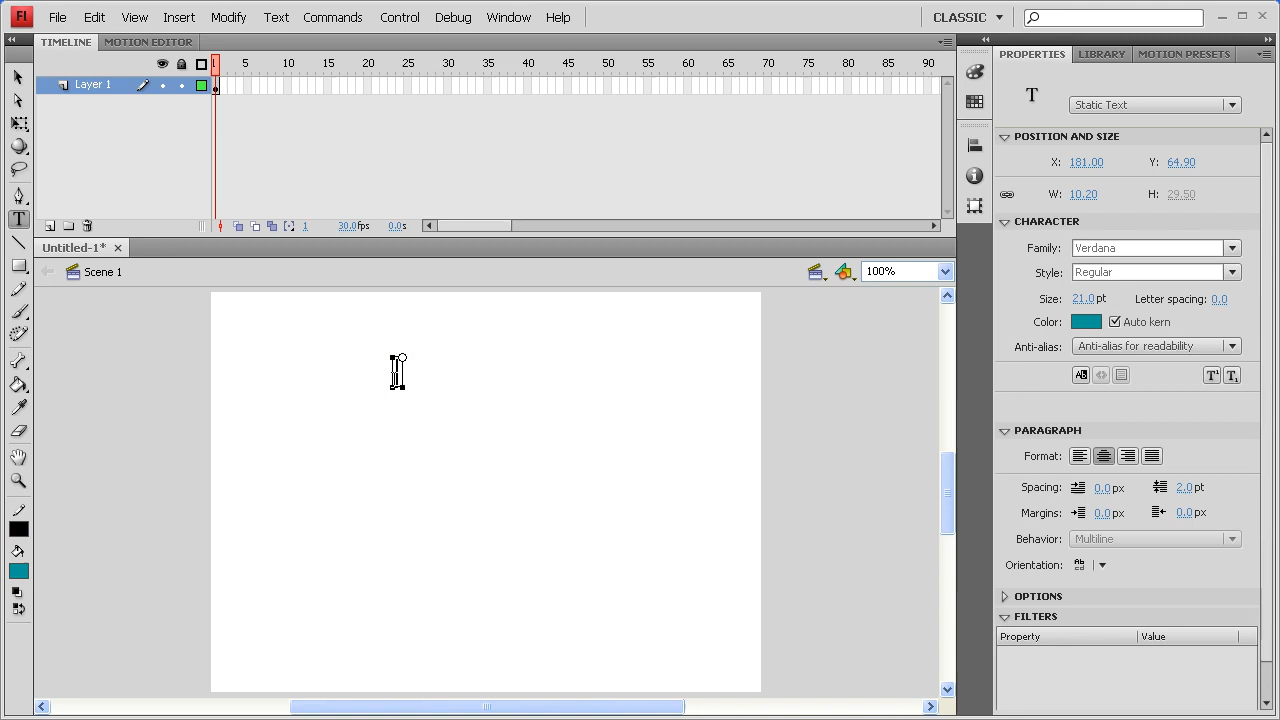 Fl File Edit View Insert Modify Text Commands Control Debug Window Help CLASSIC
TIMELINE MOTION EDITOR
PROPERTIES LIBRARY MOTION PRESETS
1 5 10 15 20 25 30 35 40 45 50 55 60 65 70 75 80 85 90
Layer 1
T Static Text
POSITION AND SIZE
X: 181.00 Y: 64.90
W: 10.20 H: 29.50
1 30.0fps 0.0s
CHARACTER
Untitled-1*
Family: Verdana
Scene 1 100%
Style: Regular
Size: 21.0 pt Letter spacing: 0.0
Color: Auto kern
Anti-alias: Anti-alias for readability
PARAGRAPH
Format:
Spacing: 0.0 px 2.0 pt
Margins: 0.0 px 0.0 px
Behavior: Multiline
Orientation:
OPTIONS
FILTERS
Property Value